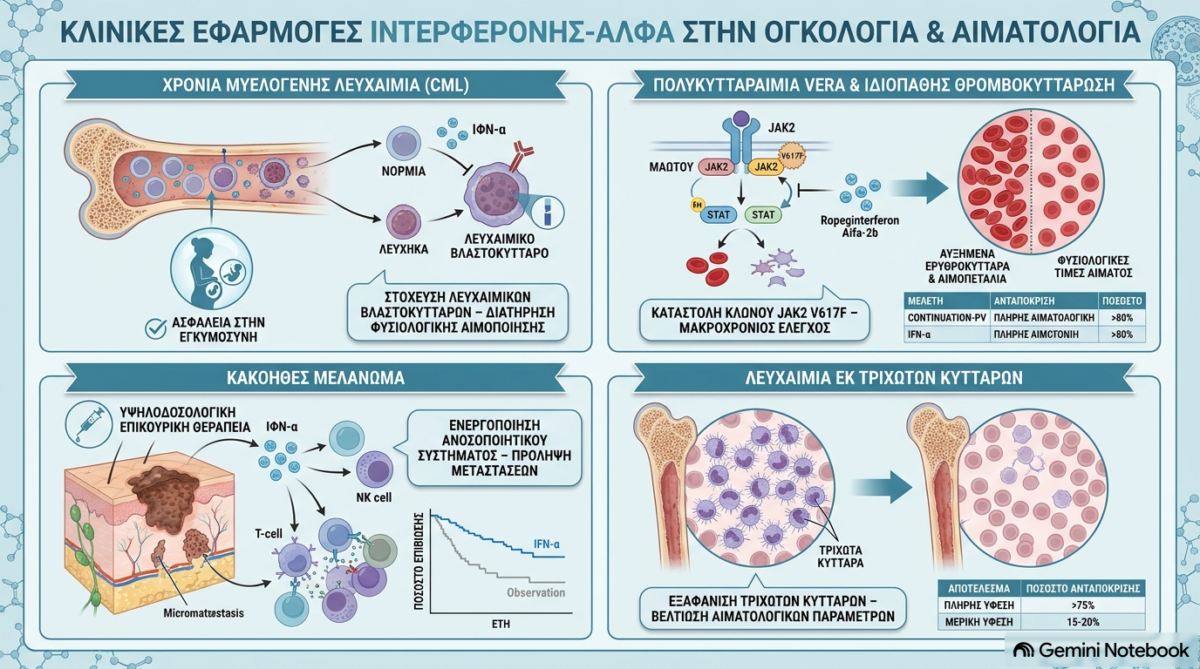 ΚΛΙΝΙΚΕΣ ΕΦΑΡΜΟΓΕΣ ΙΝΤΕΡΦΕΡΟΝΗΣ-ΑΛΦΑ ΣΤΗΝ ΟΓΚΟΛΟΓΙΑ & ΑΙΜΑΤΟΛΟΓΙΑ
ΧΡΟΝΙΑ ΜΥΕΛΟΓΕΝΗΣ ΛΕΥΧΑΙΜΙΑ (CML)
ΙΦΝ-α
ΝΟΡΜΙΑ
ΛΕΥΧΗΚΑ
ΛΕΥΧΑΙΜΙΚΟ
ΒΛΑΣΤΟΚΥΤΤΑΡΟ
ΑΣΦΑΛΕΙΑ ΣΤΗΝ
ΕΓΚΥΜΟΣΥΝΗ
ΣΤΟΧΕΥΣΗ ΛΕΥΧΑΙΜΙΚΩΝ
ΒΛΑΣΤΟΚΥΤΤΑΡΩΝ – ΔΙΑΤΗΡΗΣΗ
ΦΥΣΙΟΛΟΓΙΚΗΣ ΑΙΜΟΠΟΙΗΣΗΣ
ΠΟΛΥΚΥΤΤΑΡΑΙΜΙΑ VERA & ΙΔΙΟΠΑΘΗΣ ΘΡΟΜΒΟΚΥΤΤΑΡΩΣΗ
JAK2
V617F
ΜΑΩΤΟΥ
JAK2
JAK2
STAT
STAT
Ropeginterferon
Alfa-2b
ΑΥΞΗΜΕΝΑ
ΕΡΥΘΡΟΚΥΤΤΑΡΑ
& ΑΙΜΟΠΕΤΑΛΙΑ
ΦΥΣΙΟΛΟΓΙΚΕΣ
ΤΙΜΕΣ ΑΙΜΑΤΟΣ
ΚΑΤΑΣΤΟΛΗ ΚΛΩΝΟΥ JAK2 V617F –
ΜΑΚΡΟΧΡΟΝΙΟΣ ΕΛΕΓΧΟΣ
ΜΕΛΕΤΗ ΑΝΤΑΠΟΚΡΙΣΗ ΠΟΣΘΕΤΟ
CONTINUATION-PV ΠΛΗΡΗΣ ΑΙΜΑΤΟΛΟΓΙΚΗ >80%
IFN-α ΠΛΗΡΗΣ >80%
ΚΑΚΟΗΘΕΣ ΜΕΛΑΝΩΜΑ
ΥΨΗΛΟΔΟΣΟΛΟΓΙΚΗ
ΕΠΙΚΟΥΡΙΚΗ ΘΕΡΑΠΕΙΑ
ΙΦΝ-α
NK cell
T-cell
ΕΝΕΡΓΟΠΟΙΗΣΗ
ΑΝΟΣΟΠΟΙΗΤΙΚΟΥ
ΣΥΣΤΗΜΑΤΟΣ – ΠΡΟΛΗΨΗ
ΜΕΤΑΣΤΑΣΕΩΝ
ΠΟΣΟΣΤΟ ΕΠΙΒΙΩΣΗΣ
IFN-α
Observation
ΕΤΗ
ΛΕΥΧΑΙΜΙΑ ΕΚ ΤΡΙΧΩΤΩΝ ΚΥΤΤΑΡΩΝ
ΤΡΙΧΩΤΑ
ΚΥΤΤΑΡΑ
ΕΞΑΦΑΝΙΣΗ ΤΡΙΧΩΤΩΝ ΚΥΤΤΑΡΩΝ –
ΒΕΛΤΙΩΣΗ ΑΙΜΑΤΟΛΟΓΙΚΩΝ ΠΑΡΑΜΕΤΡΩΝ
ΑΠΟΤΕΛΕΣΜΑ ΠΟΣΟΣΤΟ ΑΝΤΑΠΟΚΡΙΣΗΣ
ΠΛΗΡΗΣ ΥΦΕΣΗ >75%
ΜΕΡΙΚΗ ΥΦΕΣΗ 15-20%
Gemini Notebook